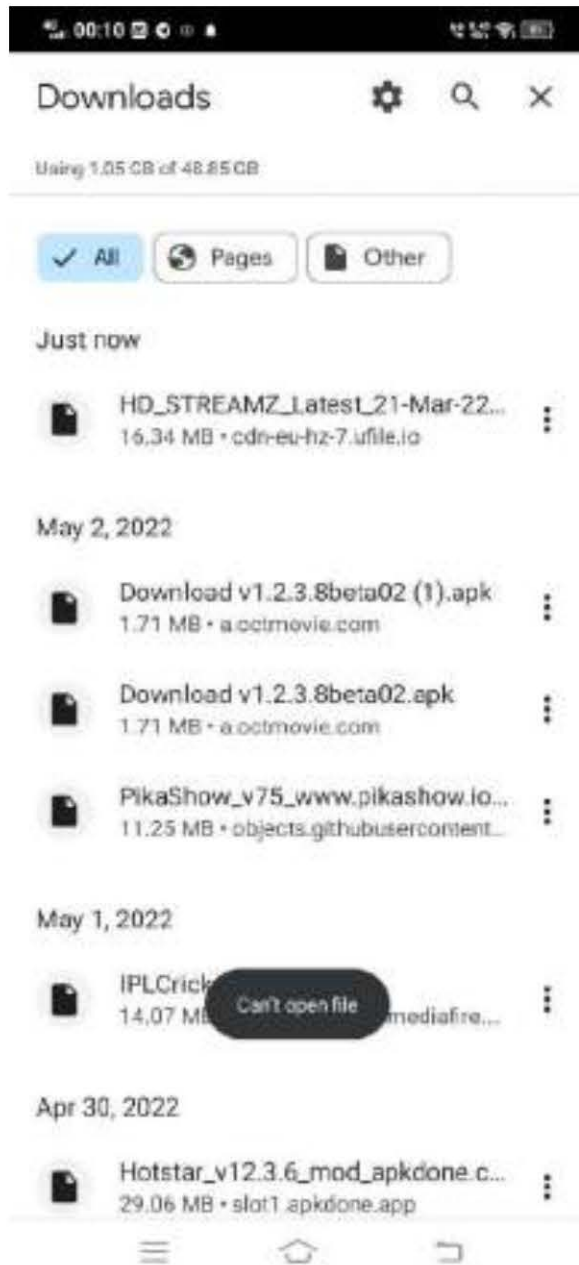 00:10
Downloads
Using 1.05 GB of 48.85 GB
All
Pages
Other
Just now
HD_STREAMZ_Latest_21-Mar-22...
16.34 MB • cdn-eu-hz-7.ufile.io
May 2, 2022
Download v1.2.3.8beta02 (1).apk
1.71 MB • a.octmovie.com
Download v1.2.3.8beta02.apk
1.71 MB • a.octmovie.com
PikaShow_v75_www.pikashow.io...
11.25 MB • objects.githubusercontent...
May 1, 2022
IPLCrick
14.07 MB
mediafire...
Can't open file
Apr 30, 2022
Hotstar_v12.3.6_mod_apkdone.c...
29.06 MB • slot1.apkdone.app